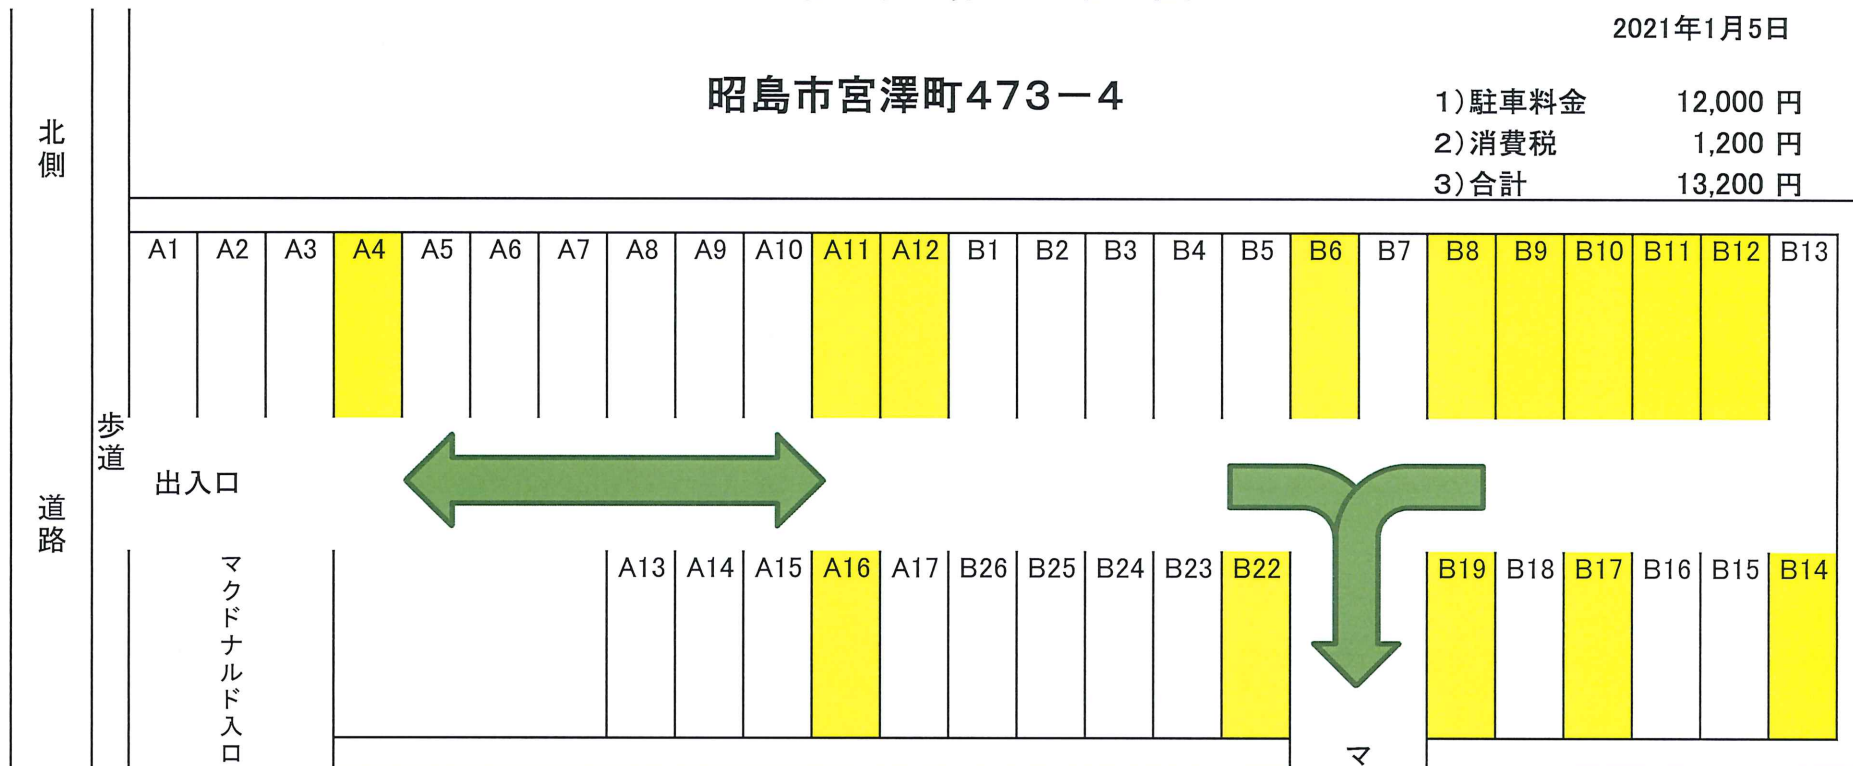 2021年1月5日
昭島市宮澤町473－4
1)駐車料金 12,000 円
2)消費税 1,200 円
3)合計 13,200 円
北側
道路
歩道
A1 A2 A3 A4 A5 A6 A7 A8 A9 A10 A11 A12 B1 B2 B3 B4 B5 B6 B7 B8 B9 B10 B11 B12 B13
出入口
マクドナルド入口
A13 A14 A15 A16 A17 B26 B25 B24 B23 B22 B19 B18 B17 B16 B15 B14
マ